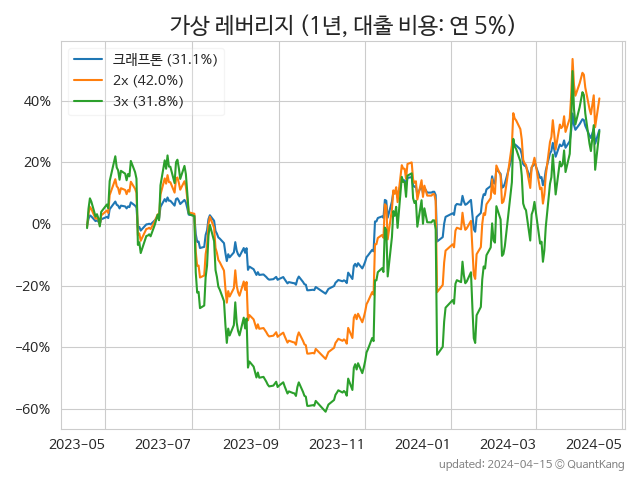 가상 레버리지 (1년, 대출 비용: 연 5%)
크래프톤 (31.1%)
2x (42.0%)
3x (31.8%)
40%
20%
0%
−20%
−40%
−60%
2023-05 2023-07 2023-09 2023-11 2024-01 2024-03 2024-05
updated: 2024-04-15 © QuantKang